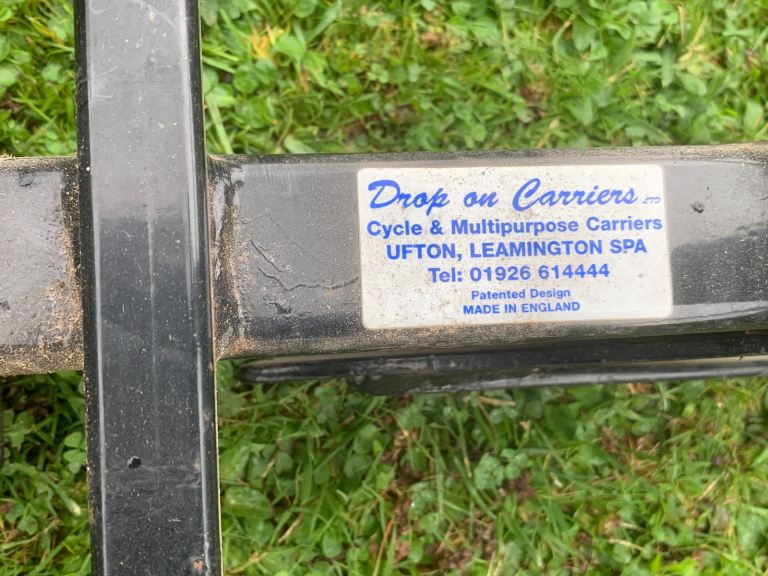 Drop on Carriers LTD
Cycle & Multipurpose Carriers
UFTON, LEAMINGTON SPA
Tel: 01926 614444
Patented Design
MADE IN ENGLAND